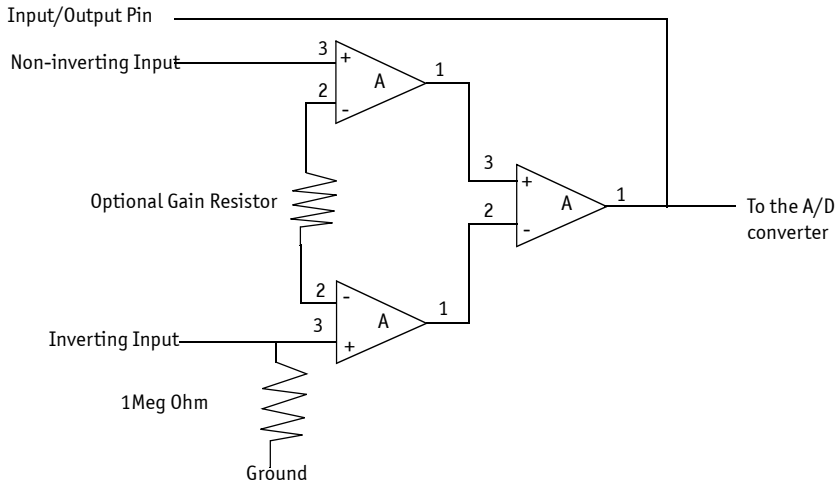 Input/Output Pin
Non-inverting Input
3
+
A
1
2
-
Optional Gain Resistor
3
+
A
1
2
-
To the A/D
converter
2
-
A
1
3
+
Inverting Input
1Meg Ohm
Ground